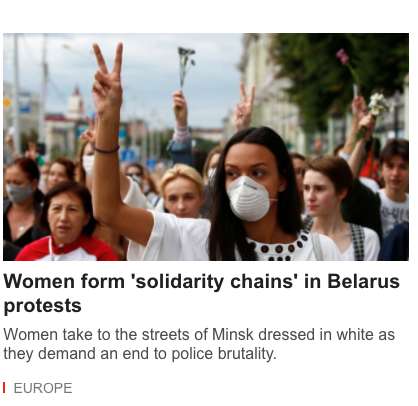 Women form 'solidarity chains' in Belarus
protests
Women take to the streets of Minsk dressed in white as
they demand an end to police brutality.
EUROPE